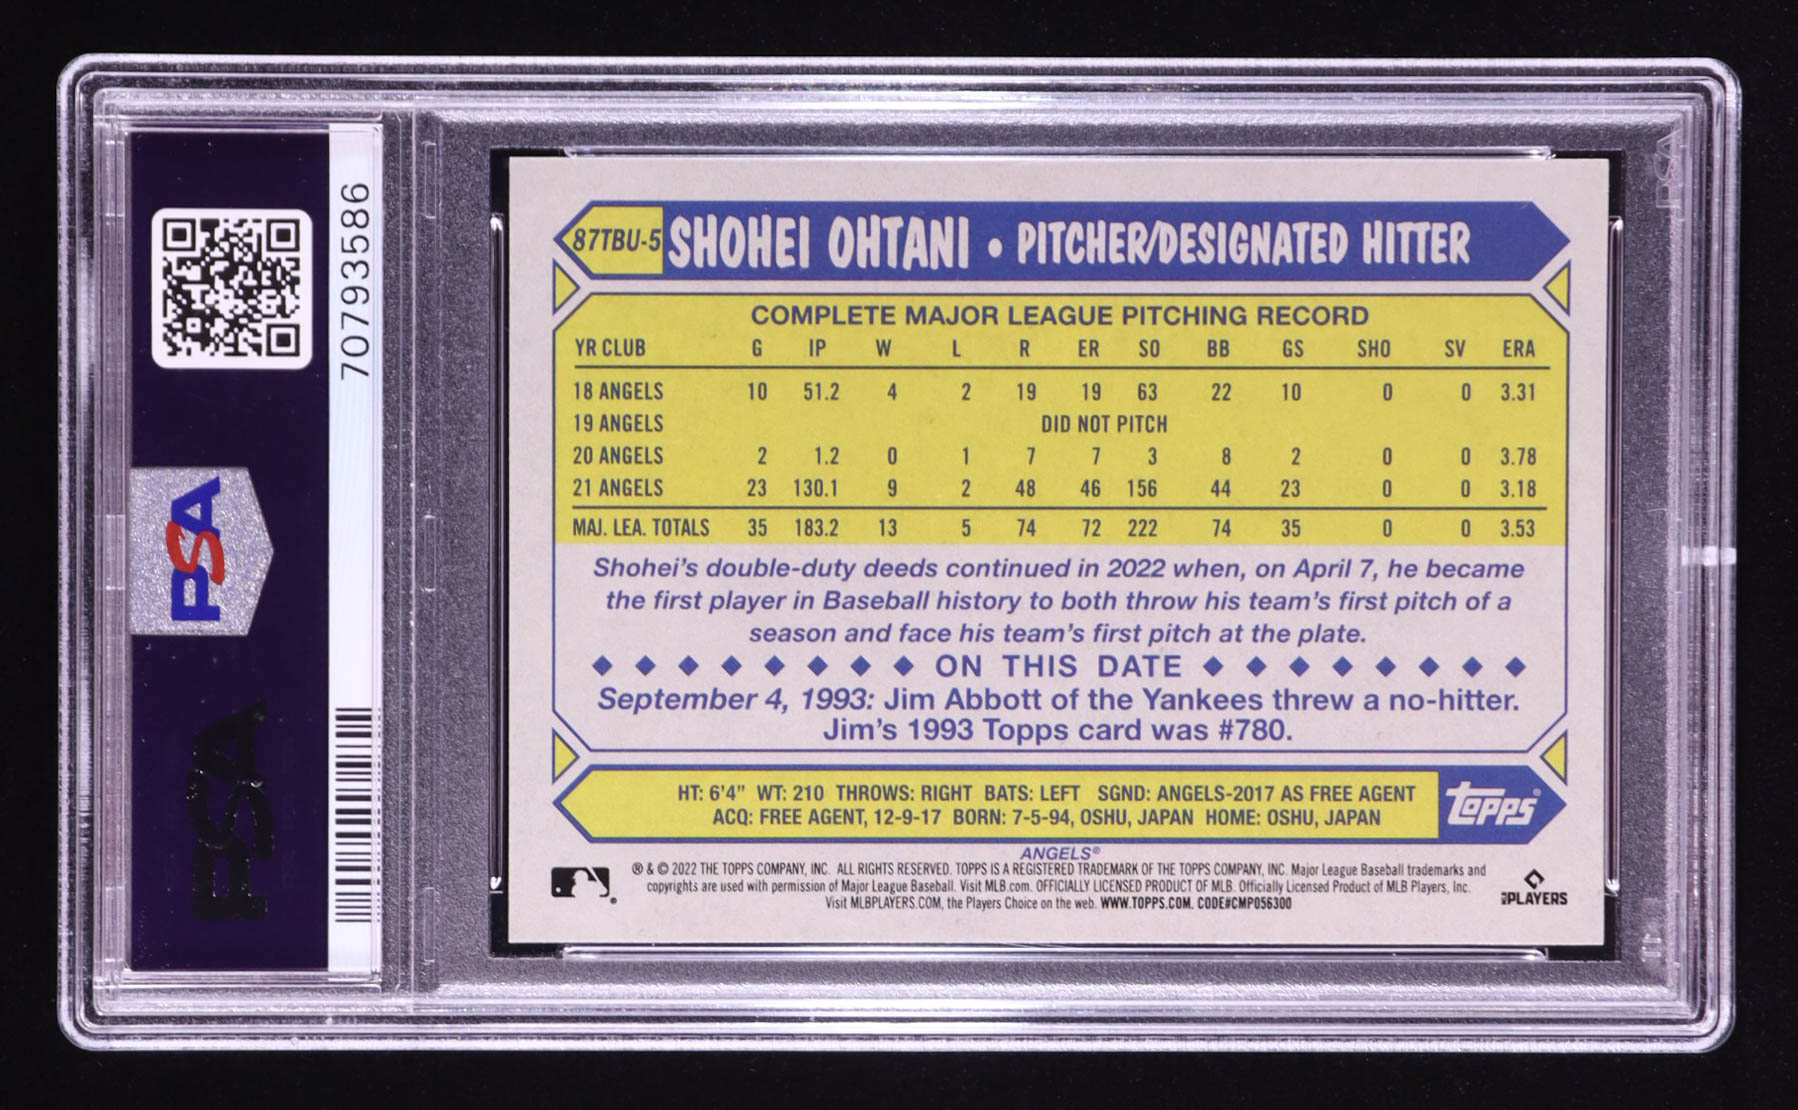 70793586
PSA
PSA
PSA
87TBU-5 SHOHEI OHTANI • PITCHER/DESIGNATED HITTER
COMPLETE MAJOR LEAGUE PITCHING RECORD
YR CLUB G IP W L R ER SO BB GS SHO SV ERA
18 ANGELS 10 51.2 4 2 19 19 63 22 10 0 0 3.31
19 ANGELS DID NOT PITCH
20 ANGELS 2 1.2 0 1 7 7 3 8 2 0 0 3.78
21 ANGELS 23 130.1 9 2 48 46 156 44 23 0 0 3.18
MAJ. LEA. TOTALS 35 183.2 13 5 74 72 222 74 35 0 0 3.53
Shohei's double-duty deeds continued in 2022 when, on April 7, he became
the first player in Baseball history to both throw his team's first pitch of a
season and face his team's first pitch at the plate.
ON THIS DATE
September 4, 1993: Jim Abbott of the Yankees threw a no-hitter.
Jim's 1993 Topps card was #780.
HT: 6'4" WT: 210 THROWS: RIGHT BATS: LEFT SGND: ANGELS-2017 AS FREE AGENT
ACQ: FREE AGENT, 12-9-17 BORN: 7-5-94, OSHU, JAPAN HOME: OSHU, JAPAN
topps®
ANGELS®
® & © 2022 THE TOPPS COMPANY, INC. ALL RIGHTS RESERVED. TOPPS IS A REGISTERED TRADEMARK OF THE TOPPS COMPANY, INC. Major League Baseball trademarks and
copyrights are used with permission of Major League Baseball. Visit MLB.com. OFFICIALLY LICENSED PRODUCT OF MLB. Officially Licensed Product of MLB Players, Inc.
Visit MLBPLAYERS.COM, the Players Choice on the web. WWW.TOPPS.COM. CODE#CMP056300
MLB PLAYERS